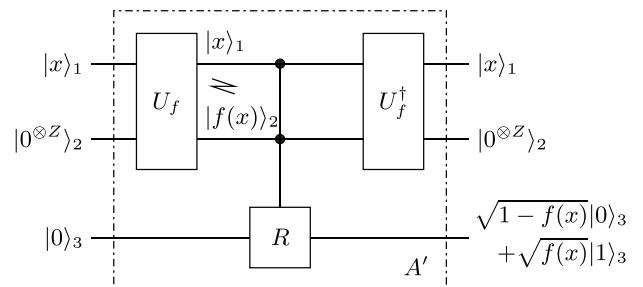 |x⟩₁
|x⟩₁
|x⟩₁
U_f
U_f^†
|f(x)⟩₂
|0^{⊗Z}⟩₂
|0^{⊗Z}⟩₂
√(1 − f(x))|0⟩₃
|0⟩₃
R
+√(f(x))|1⟩₃
A′